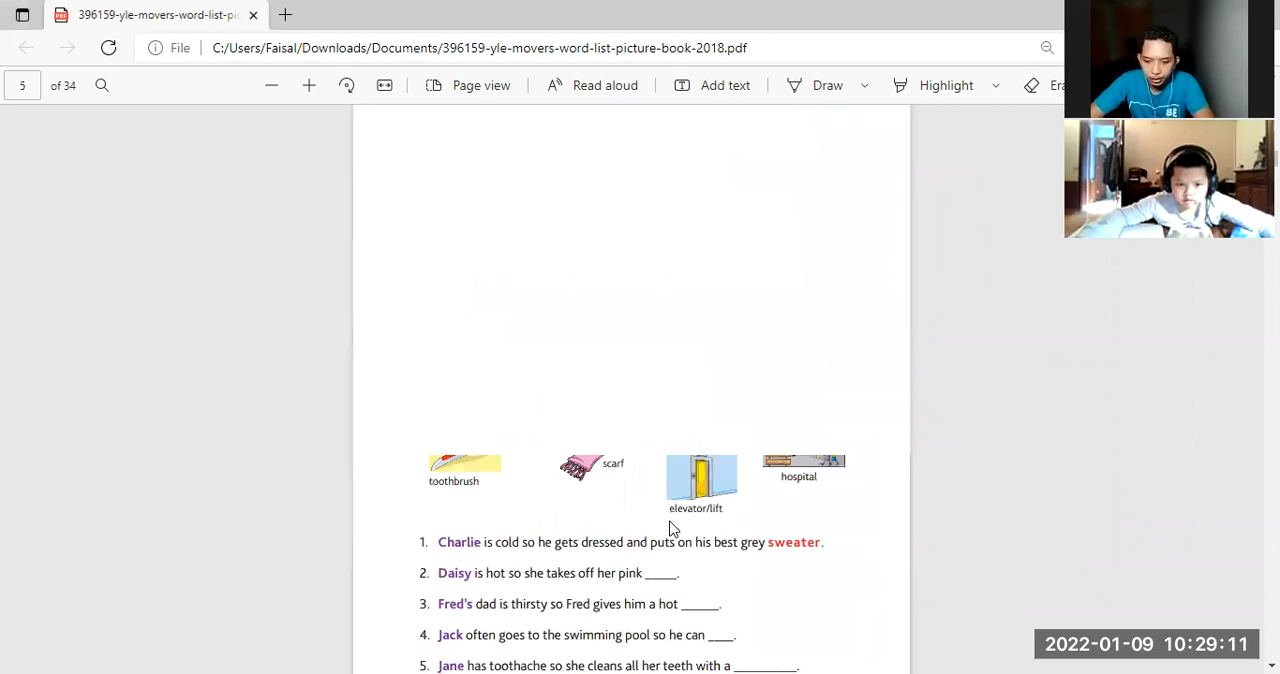 396159-yle-movers-word-list-pic
File C:/Users/Faisal/Downloads/Documents/396159-yle-movers-word-list-picture-book-2018.pdf
5 of 34 Page view Read aloud Add text Draw Highlight Era
BE
toothbrush
scarf
elevator/lift
hospital
1. Charlie is cold so he gets dressed and puts on his best grey sweater.
2. Daisy is hot so she takes off her pink _____.
3. Fred's dad is thirsty so Fred gives him a hot ______.
4. Jack often goes to the swimming pool so he can ____.
5. Jane has toothache so she cleans all her teeth with a __________.
2022-01-09 10:29:11